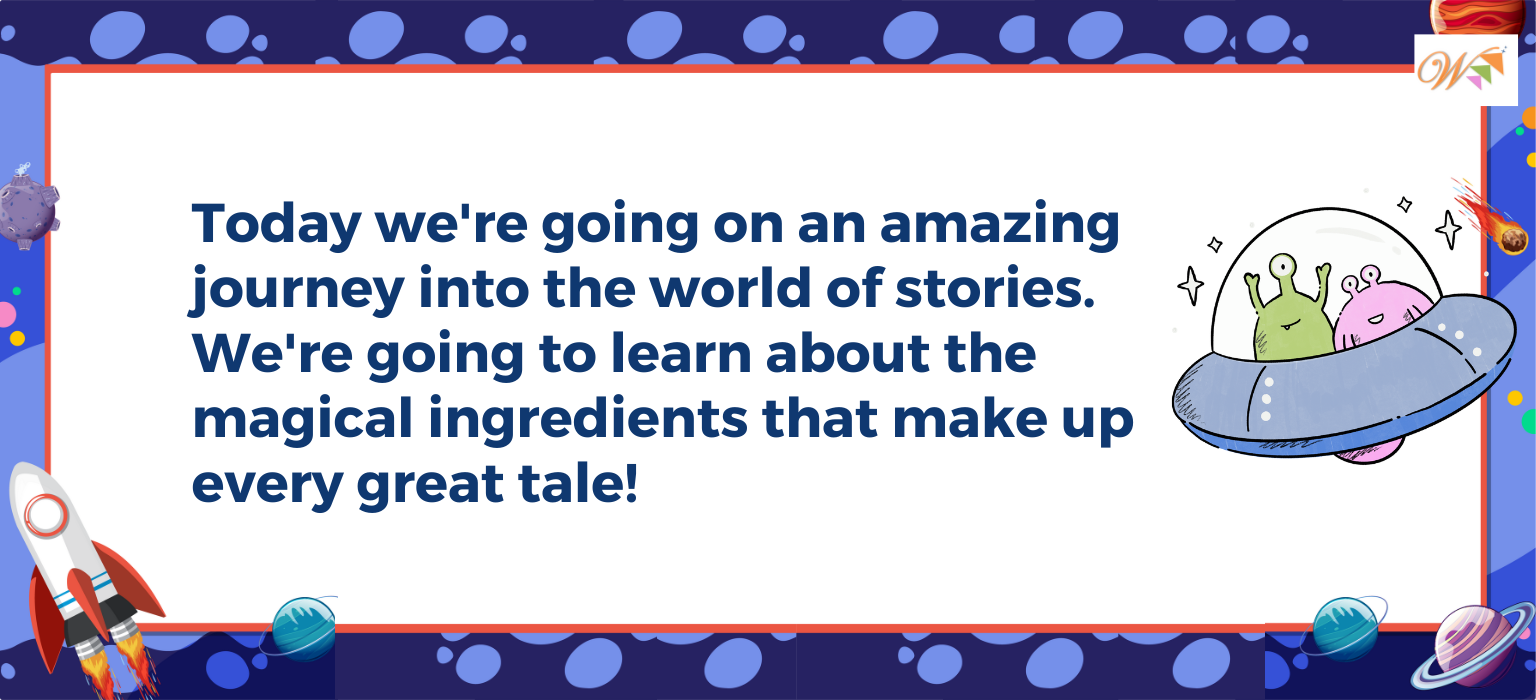 W
Today we're going on an amazing
journey into the world of stories.
We're going to learn about the
magical ingredients that make up
every great tale!